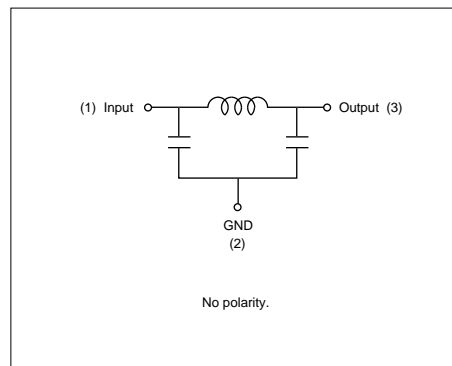 (1) Input
Output (3)
GND
(2)
No polarity.